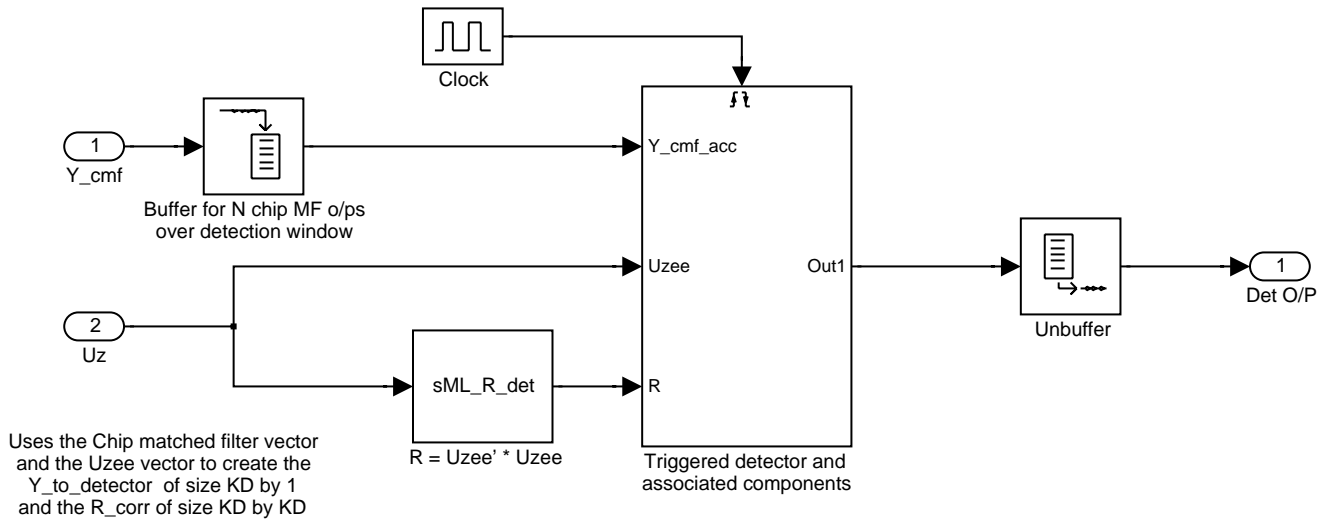 Clock
1
Y_cmf
Buffer for N chip MF o/ps
over detection window
Y_cmf_acc
Uzee
R
Out1
Triggered detector and
associated components
Unbuffer
1
Det O/P
2
Uz
sML_R_det
R = Uzee' * Uzee
Uses the Chip matched filter vector
and the Uzee vector to create the
Y_to_detector  of size KD by 1
and the R_corr of size KD by KD